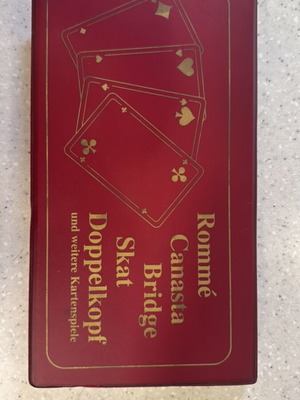 Rommé
Canasta
Bridge
Skat
Doppelkopf
und weitere Kartenspiele